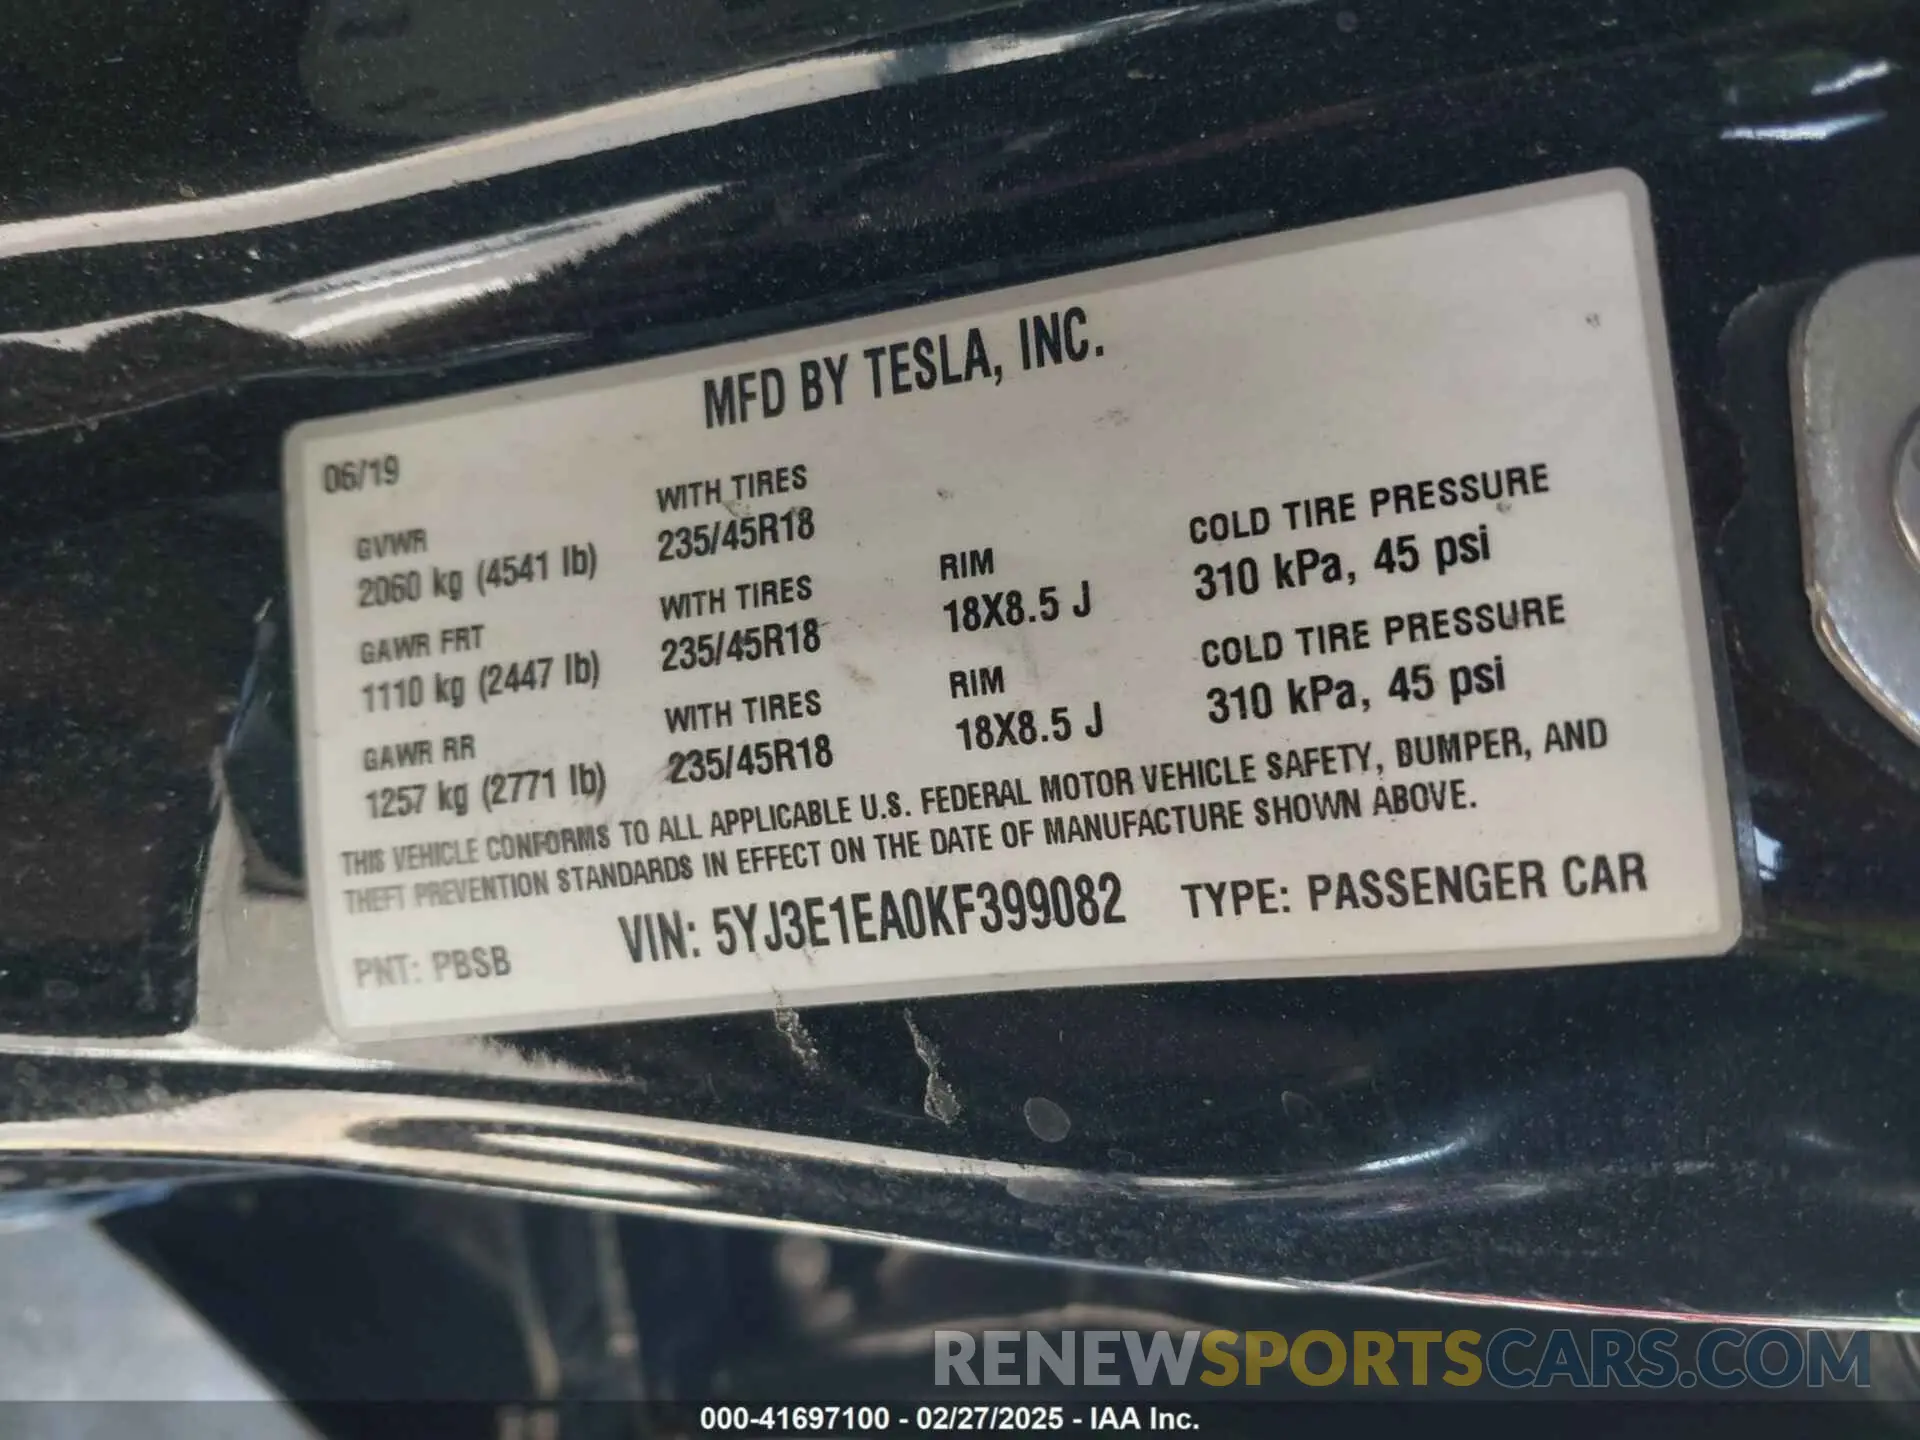 MFD BY TESLA, INC.
06/19
GVWR
2060 kg (4541 lb)
WITH TIRES
235/45R18
GAWR FRT
1110 kg (2447 lb)
WITH TIRES
235/45R18
RIM
18X8.5 J
COLD TIRE PRESSURE
310 kPa, 45 psi
GAWR RR
1257 kg (2771 lb)
WITH TIRES
235/45R18
RIM
18X8.5 J
COLD TIRE PRESSURE
310 kPa, 45 psi
THIS VEHICLE CONFORMS TO ALL APPLICABLE U.S. FEDERAL MOTOR VEHICLE SAFETY, BUMPER, AND
THEFT PREVENTION STANDARDS IN EFFECT ON THE DATE OF MANUFACTURE SHOWN ABOVE.
PNT: PBSB
VIN: 5YJ3E1EA0KF399082
TYPE: PASSENGER CAR
RENEWSPORTSCARS.COM
000-41697100 - 02/27/2025 - IAA Inc.